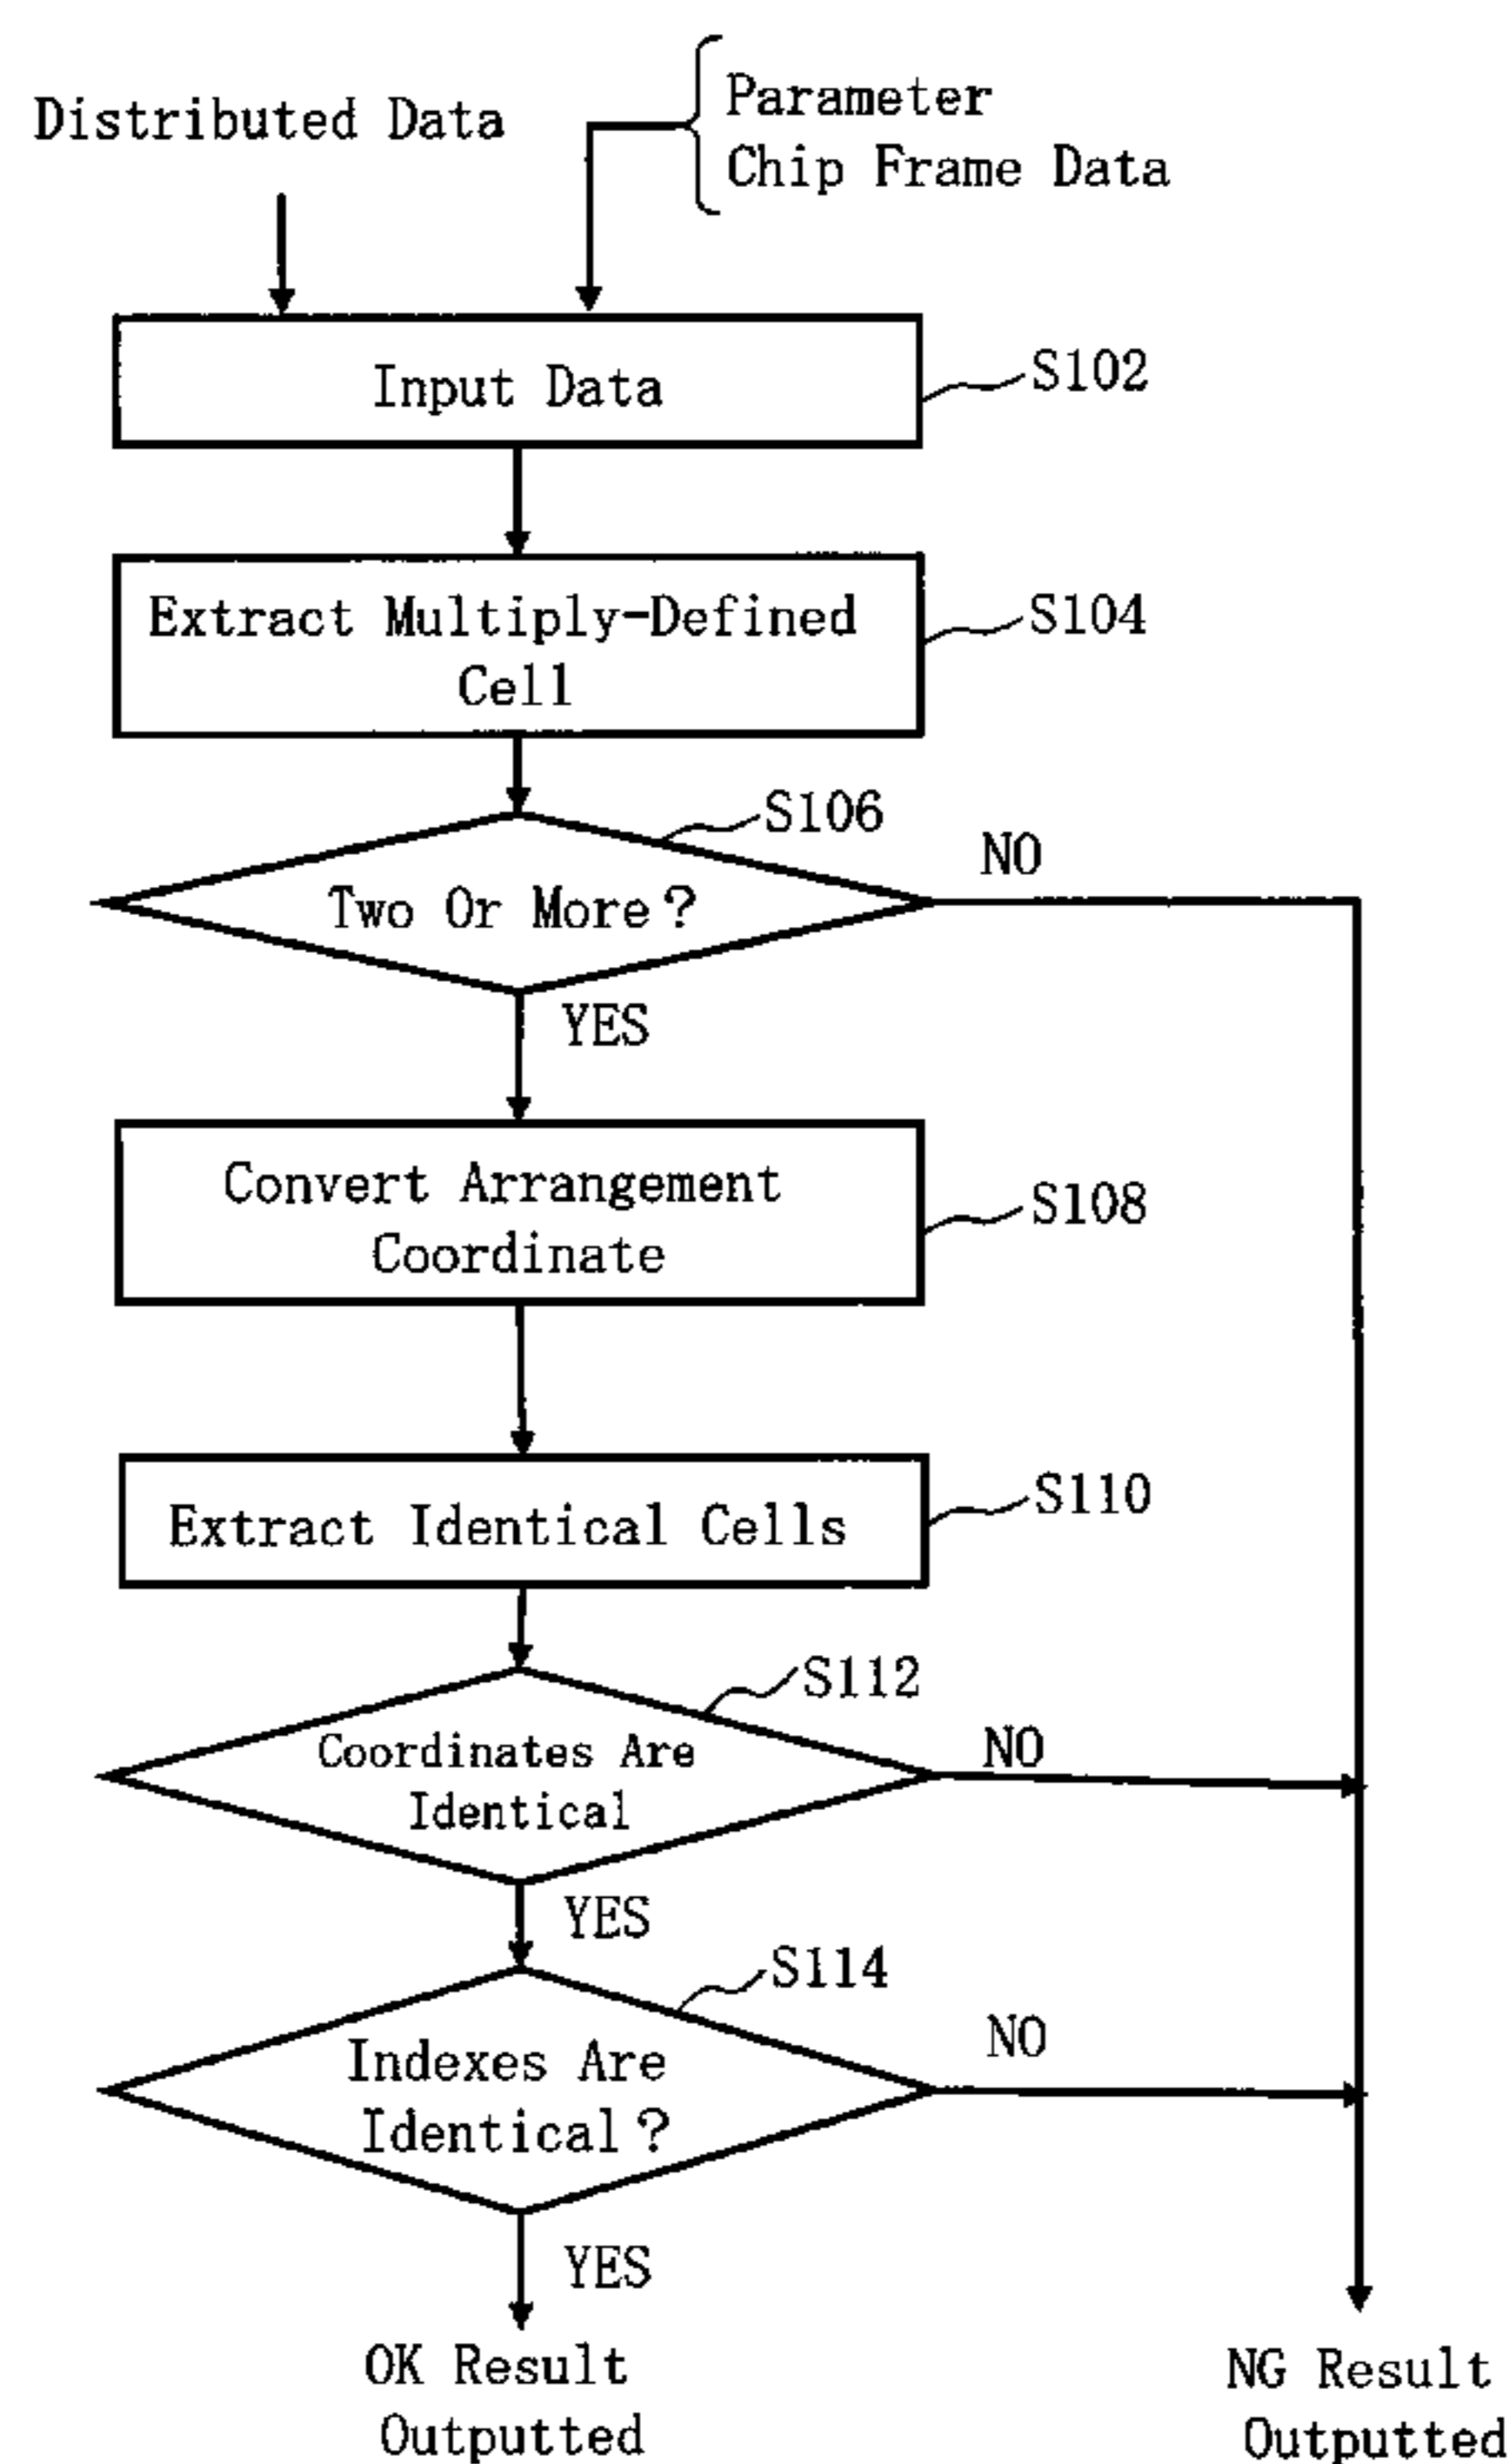 Distributed Data
Parameter
Chip Frame Data
Input Data
S102
Extract Multiply-Defined
Cell
S104
S106
Two Or More?
NO
YES
Convert Arrangement
Coordinate
S108
Extract Identical Cells
S110
S112
Coordinates Are
Identical
NO
YES
S114
Indexes Are
Identical?
NO
YES
OK Result
Outputted
NG Result
Outputted